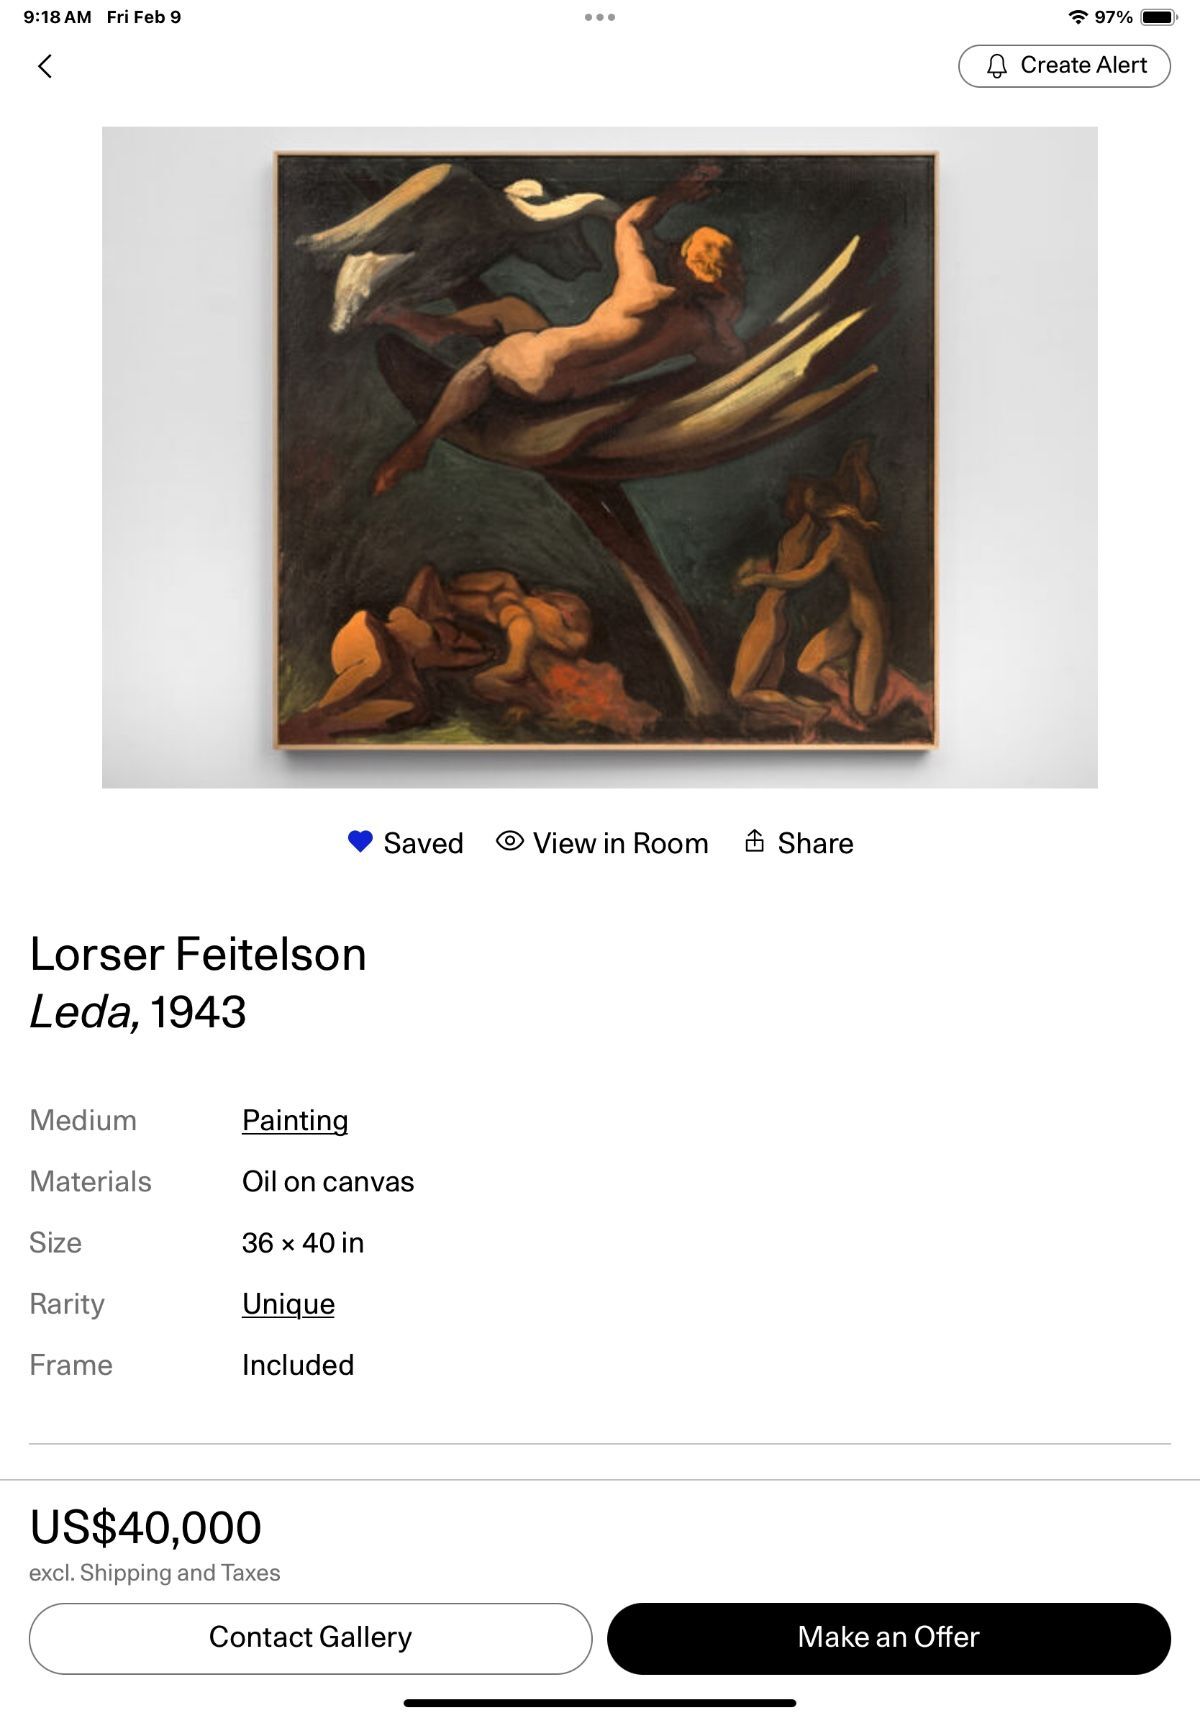 9:18 AM Fri Feb 9
97%
Create Alert
Saved
View in Room
Share
Lorser Feitelson
Leda, 1943
Medium Painting
Materials Oil on canvas
Size 36 × 40 in
Rarity Unique
Frame Included
US$40,000
excl. Shipping and Taxes
Contact Gallery
Make an Offer